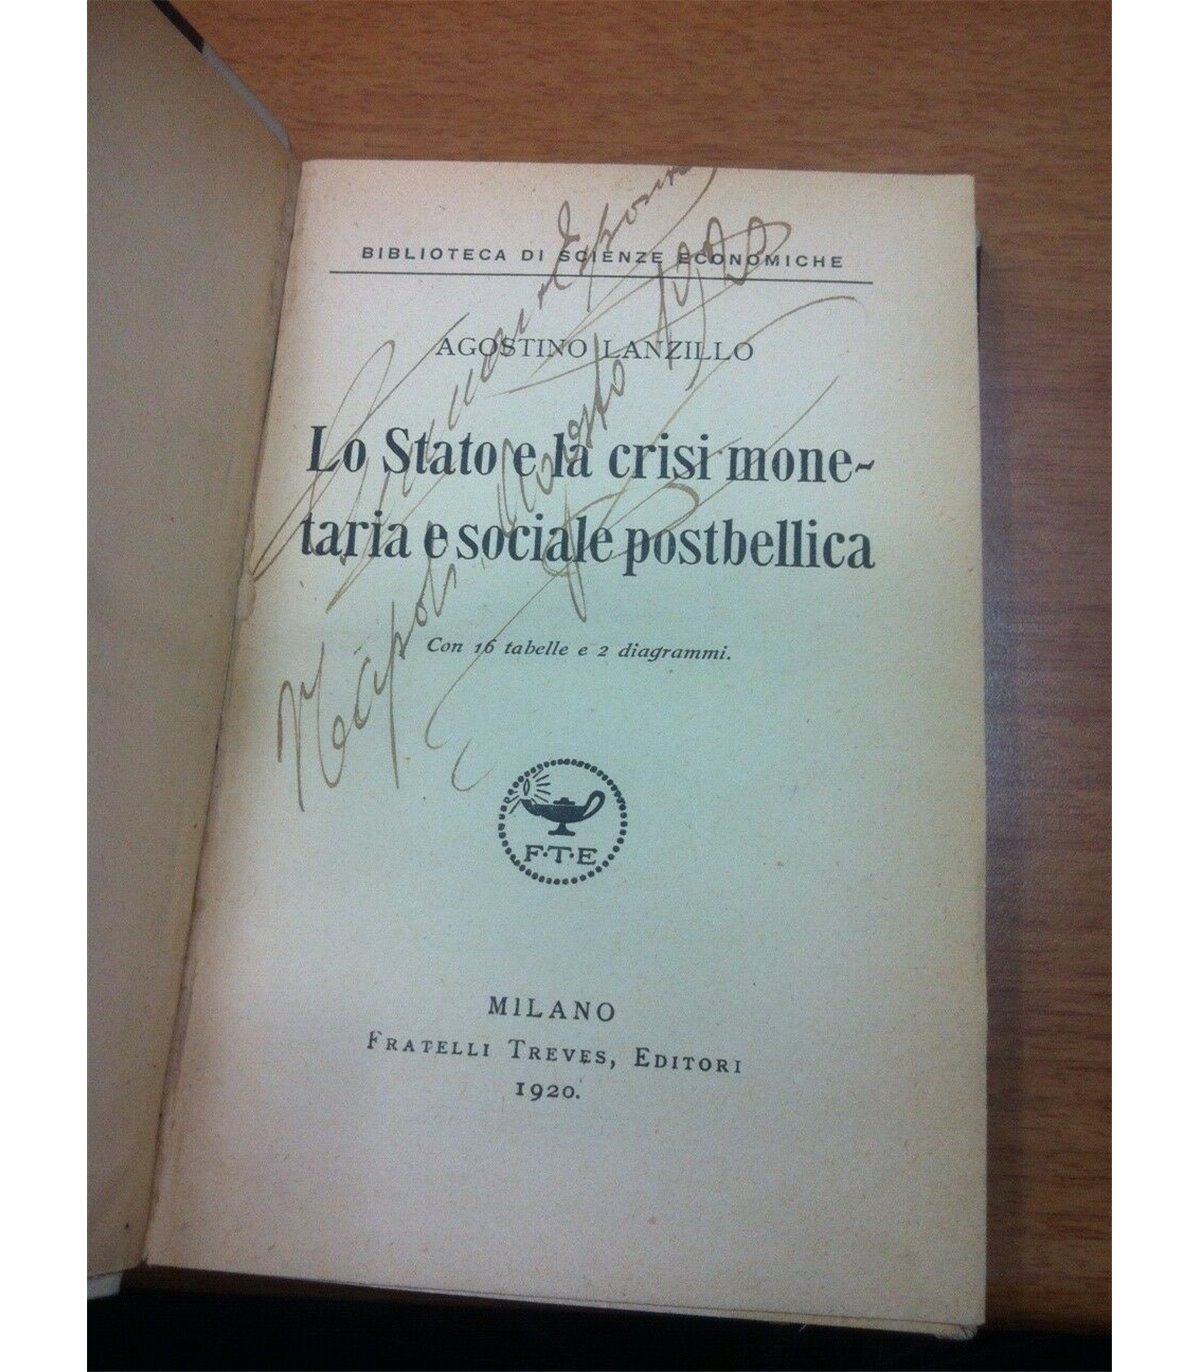 BIBLIOTECA DI SCIENZE ECONOMICHE
AGOSTINO LANZILLO
Lo Stato e la crisi mone-
taria e sociale postbellica
Con 16 tabelle e 2 diagrammi.
Napoli
F·T·E
MILANO
FRATELLI TREVES, EDITORI
1920.